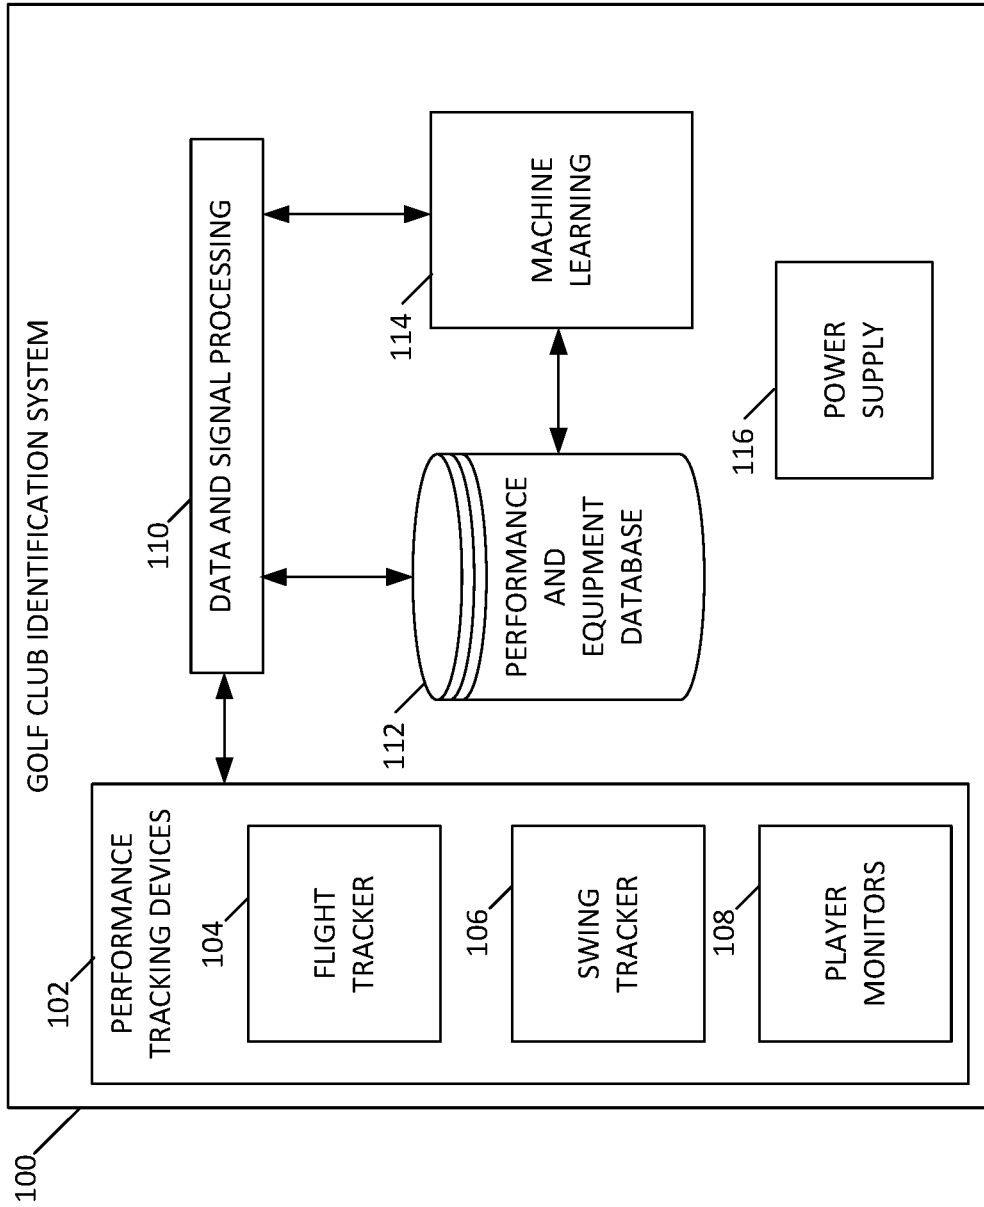 GOLF CLUB IDENTIFICATION SYSTEM
100
102
PERFORMANCE
TRACKING DEVICES
104
FLIGHT
TRACKER
106
SWING
TRACKER
108
PLAYER
MONITORS
110
DATA AND SIGNAL PROCESSING
112
PERFORMANCE
AND
EQUIPMENT
DATABASE
114
MACHINE
LEARNING
116
POWER
SUPPLY